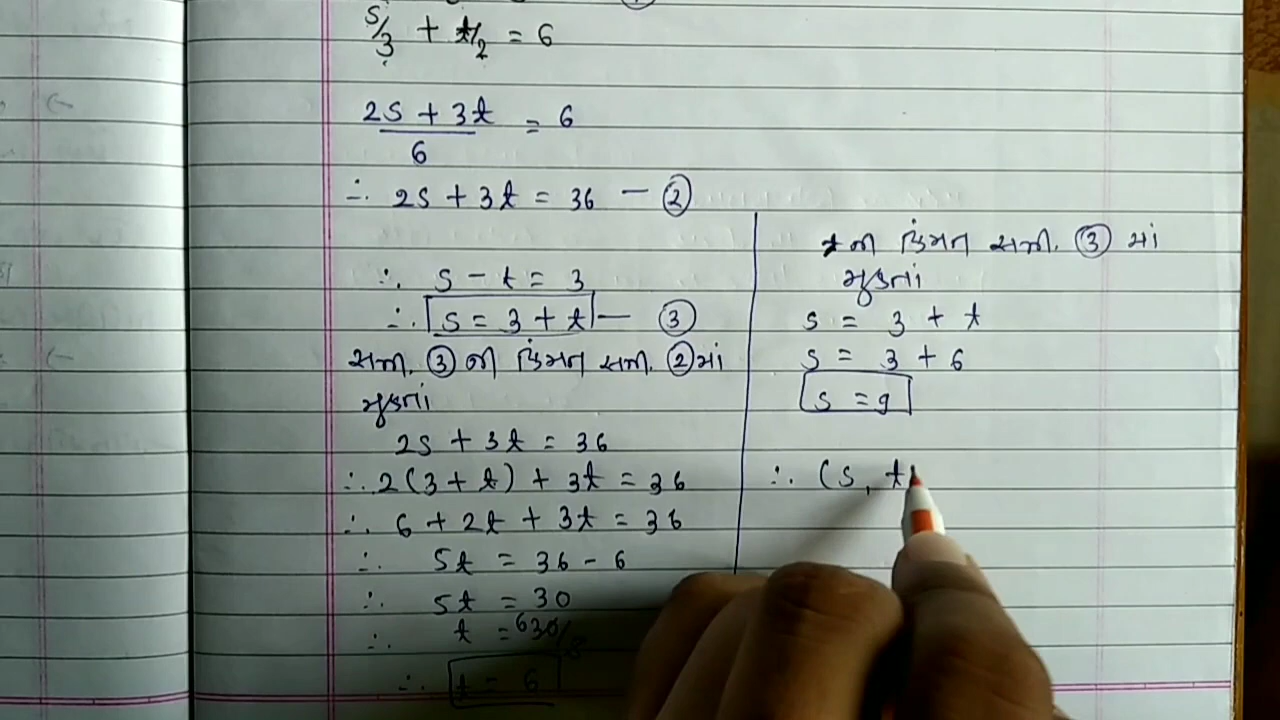 s/3 + t/2 = 6
2s + 3t = 6
6
∴ 2s + 3t = 36 — ②
∴ s - t = 3
∴ s = 3 + t — ③
સમી. ③ ની કિંમત સમી. ②માં
મૂકતાં
2s + 3t = 36
∴ 2(3 + t) + 3t = 36
∴ 6 + 2t + 3t = 36
∴ 5t = 36 - 6
∴ 5t = 30
∴ t = 6 30/5
∴ t = 6
t ની કિંમત સમી. ③ માં
મૂકતાં
s = 3 + t
s = 3 + 6
s = 9
∴ (s, t